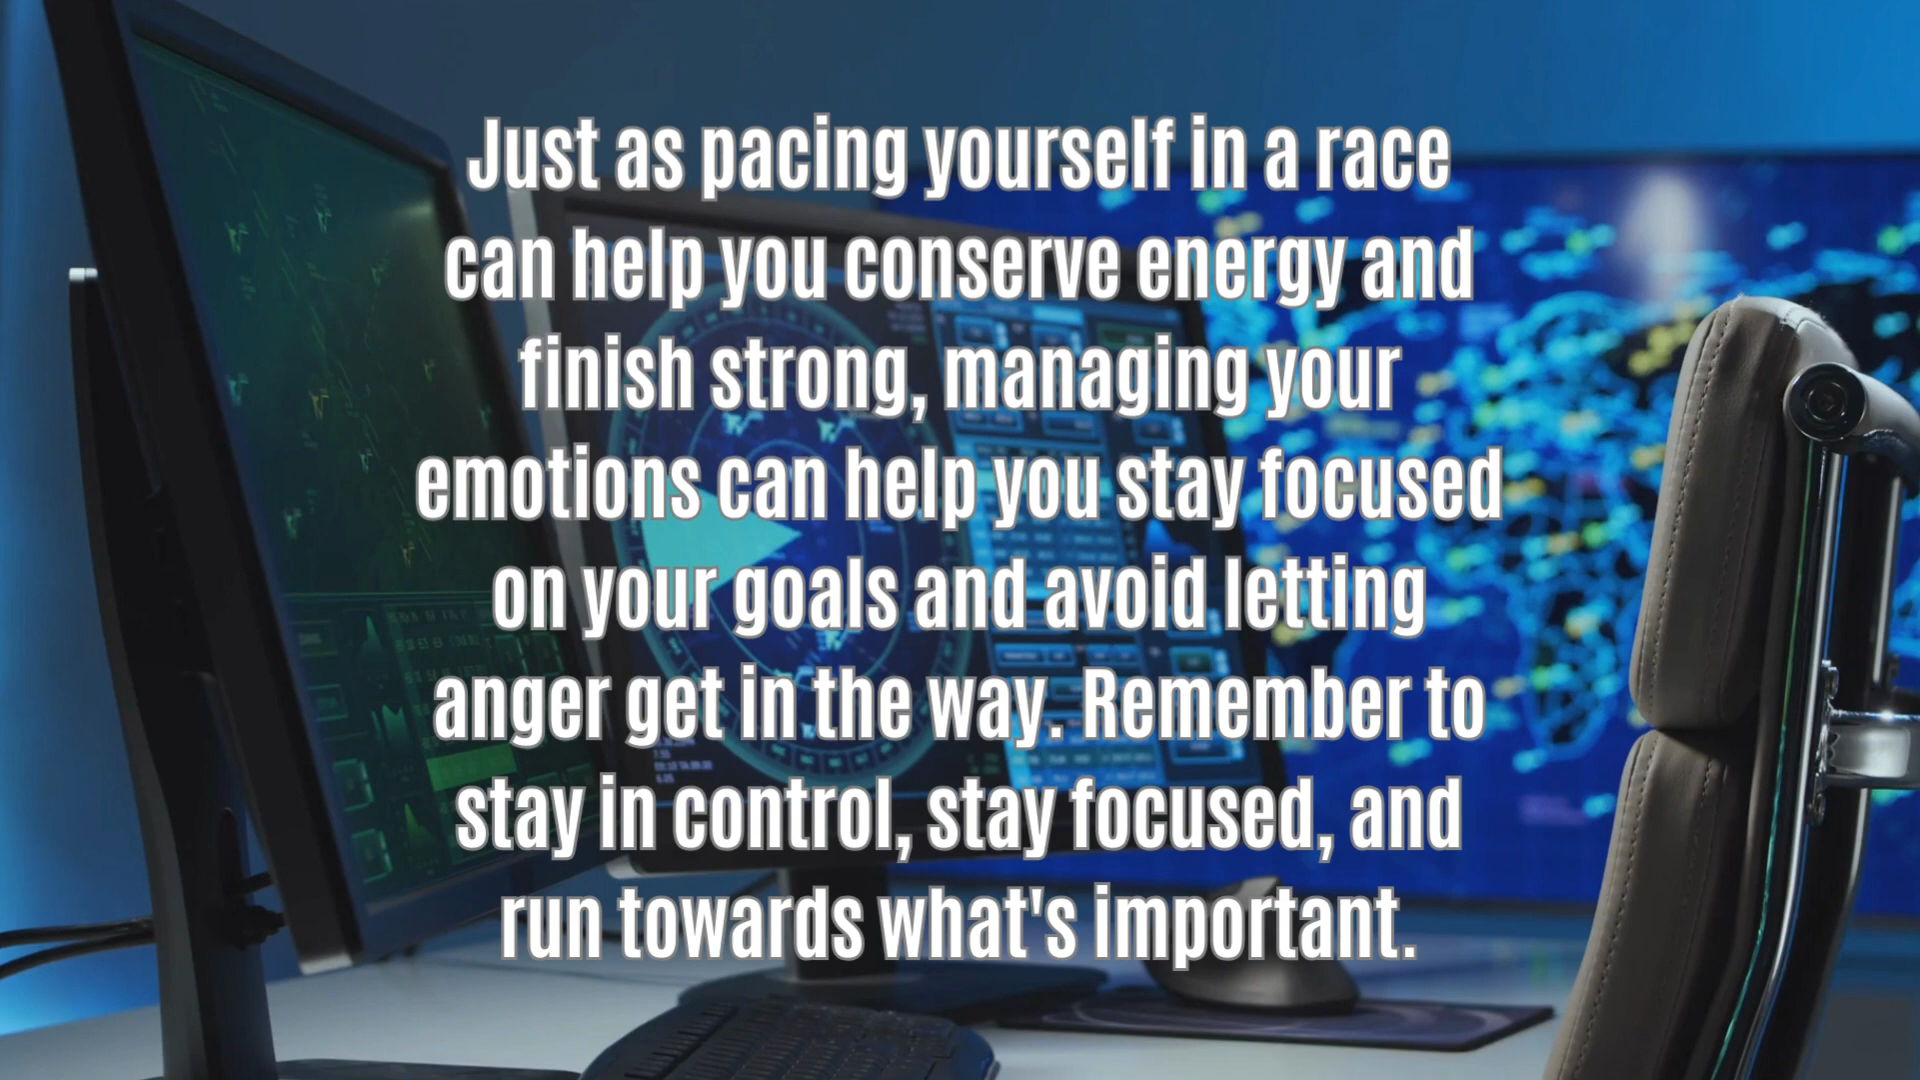 Just as pacing yourself in a race
can help you conserve energy and
finish strong, managing your
emotions can help you stay focused
on your goals and avoid letting
anger get in the way. Remember to
stay in control, stay focused, and
run towards what's important.